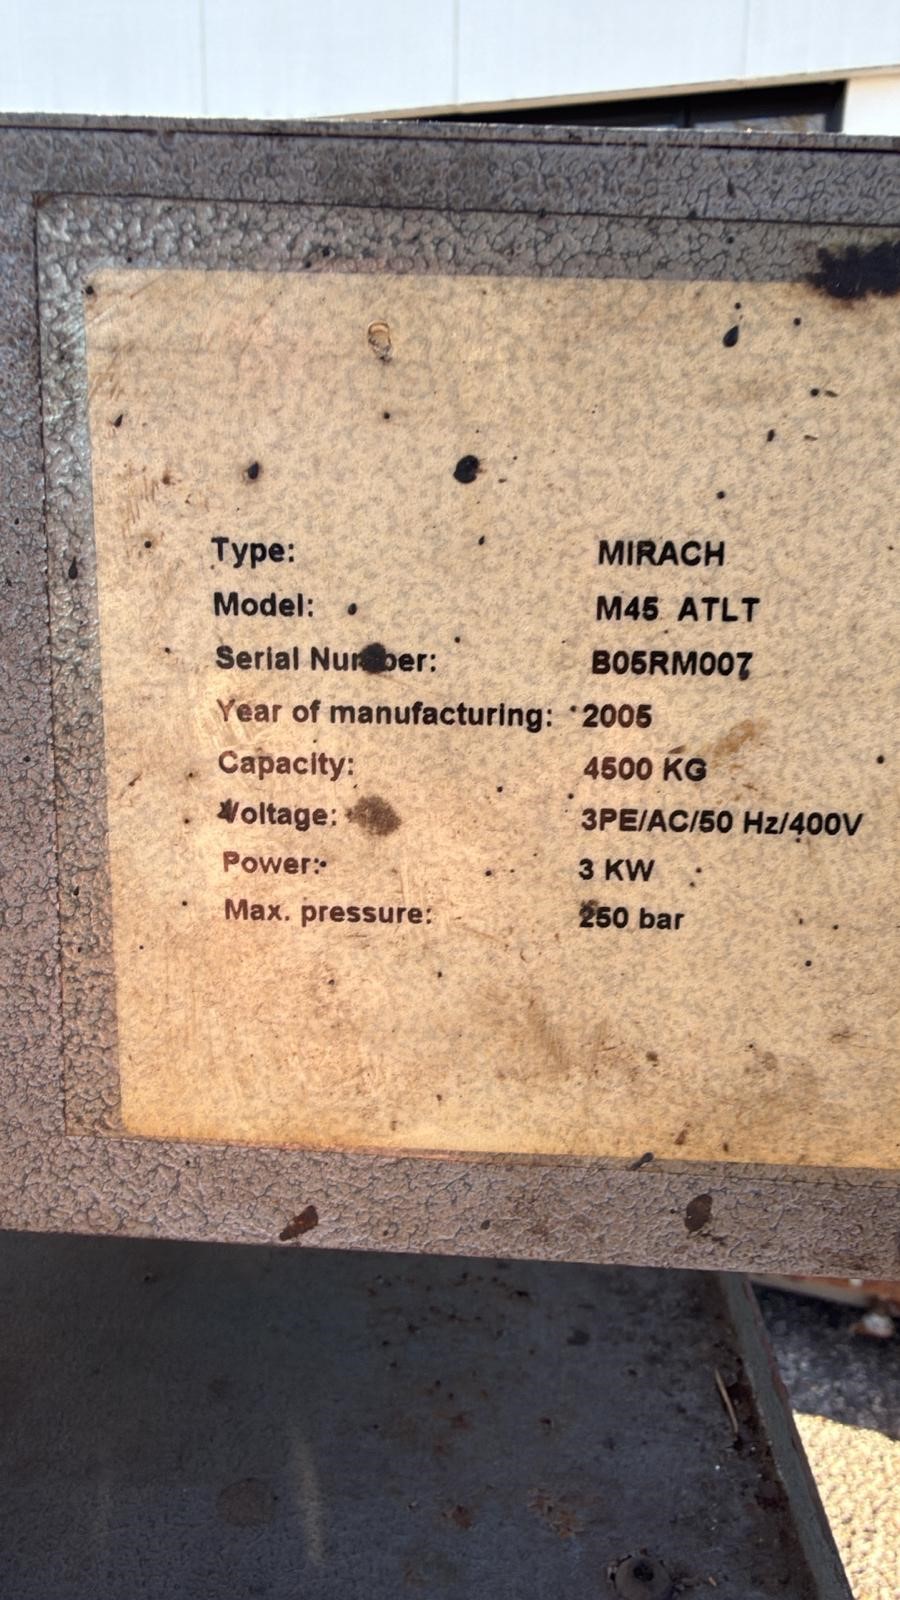 Type: MIRACH
Model: M45 ATLT
Serial Number: B05RM007
Year of manufacturing: 2005
Capacity: 4500 KG
Voltage: 3PE/AC/50 Hz/400V
Power: 3 KW
Max. pressure: 250 bar